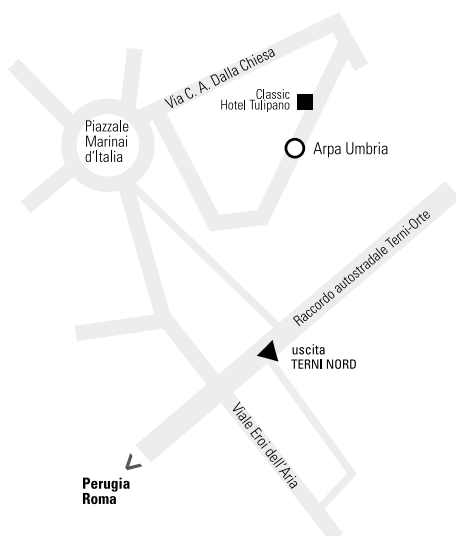 Via C. A. Dalla Chiesa
Classic
Hotel Tulipano
Piazzale
Marinai
d'Italia
Arpa Umbria
Raccordo autostradale Terni-Orte
uscita
TERNI NORD
Viale Eroi dell'Aria
Perugia
Roma